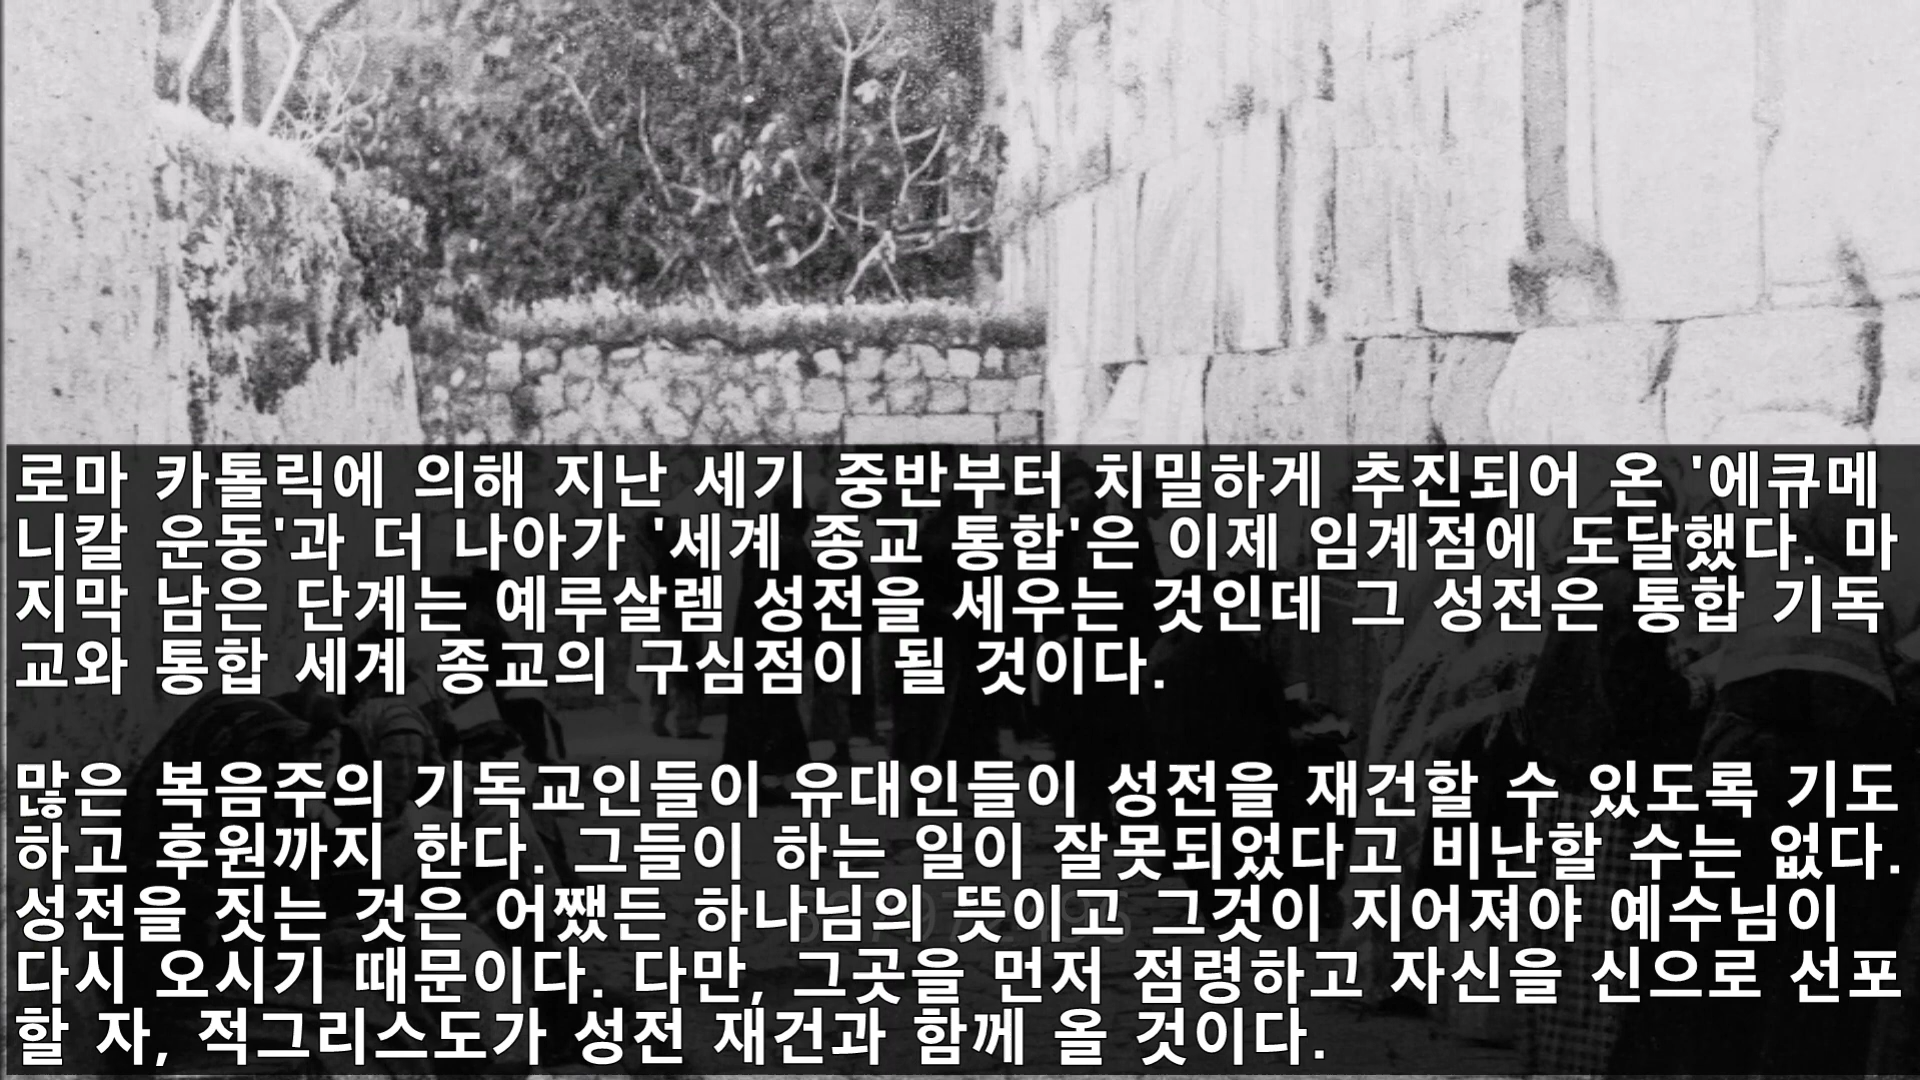 로마 카톨릭에 의해 지난 세기 중반부터 치밀하게 추진되어 온 '에큐메
니칼 운동'과 더 나아가 '세계 종교 통합'은 이제 임계점에 도달했다. 마
지막 남은 단계는 예루살렘 성전을 세우는 것인데 그 성전은 통합 기독
교와 통합 세계 종교의 구심점이 될 것이다.
많은 복음주의 기독교인들이 유대인들이 성전을 재건할 수 있도록 기도
하고 후원까지 한다. 그들이 하는 일이 잘못되었다고 비난할 수는 없다.
성전을 짓는 것은 어쨌든 하나님의 뜻이고 그것이 지어져야 예수님이
다시 오시기 때문이다. 다만, 그곳을 먼저 점령하고 자신을 신으로 선포
할 자, 적그리스도가 성전 재건과 함께 올 것이다.